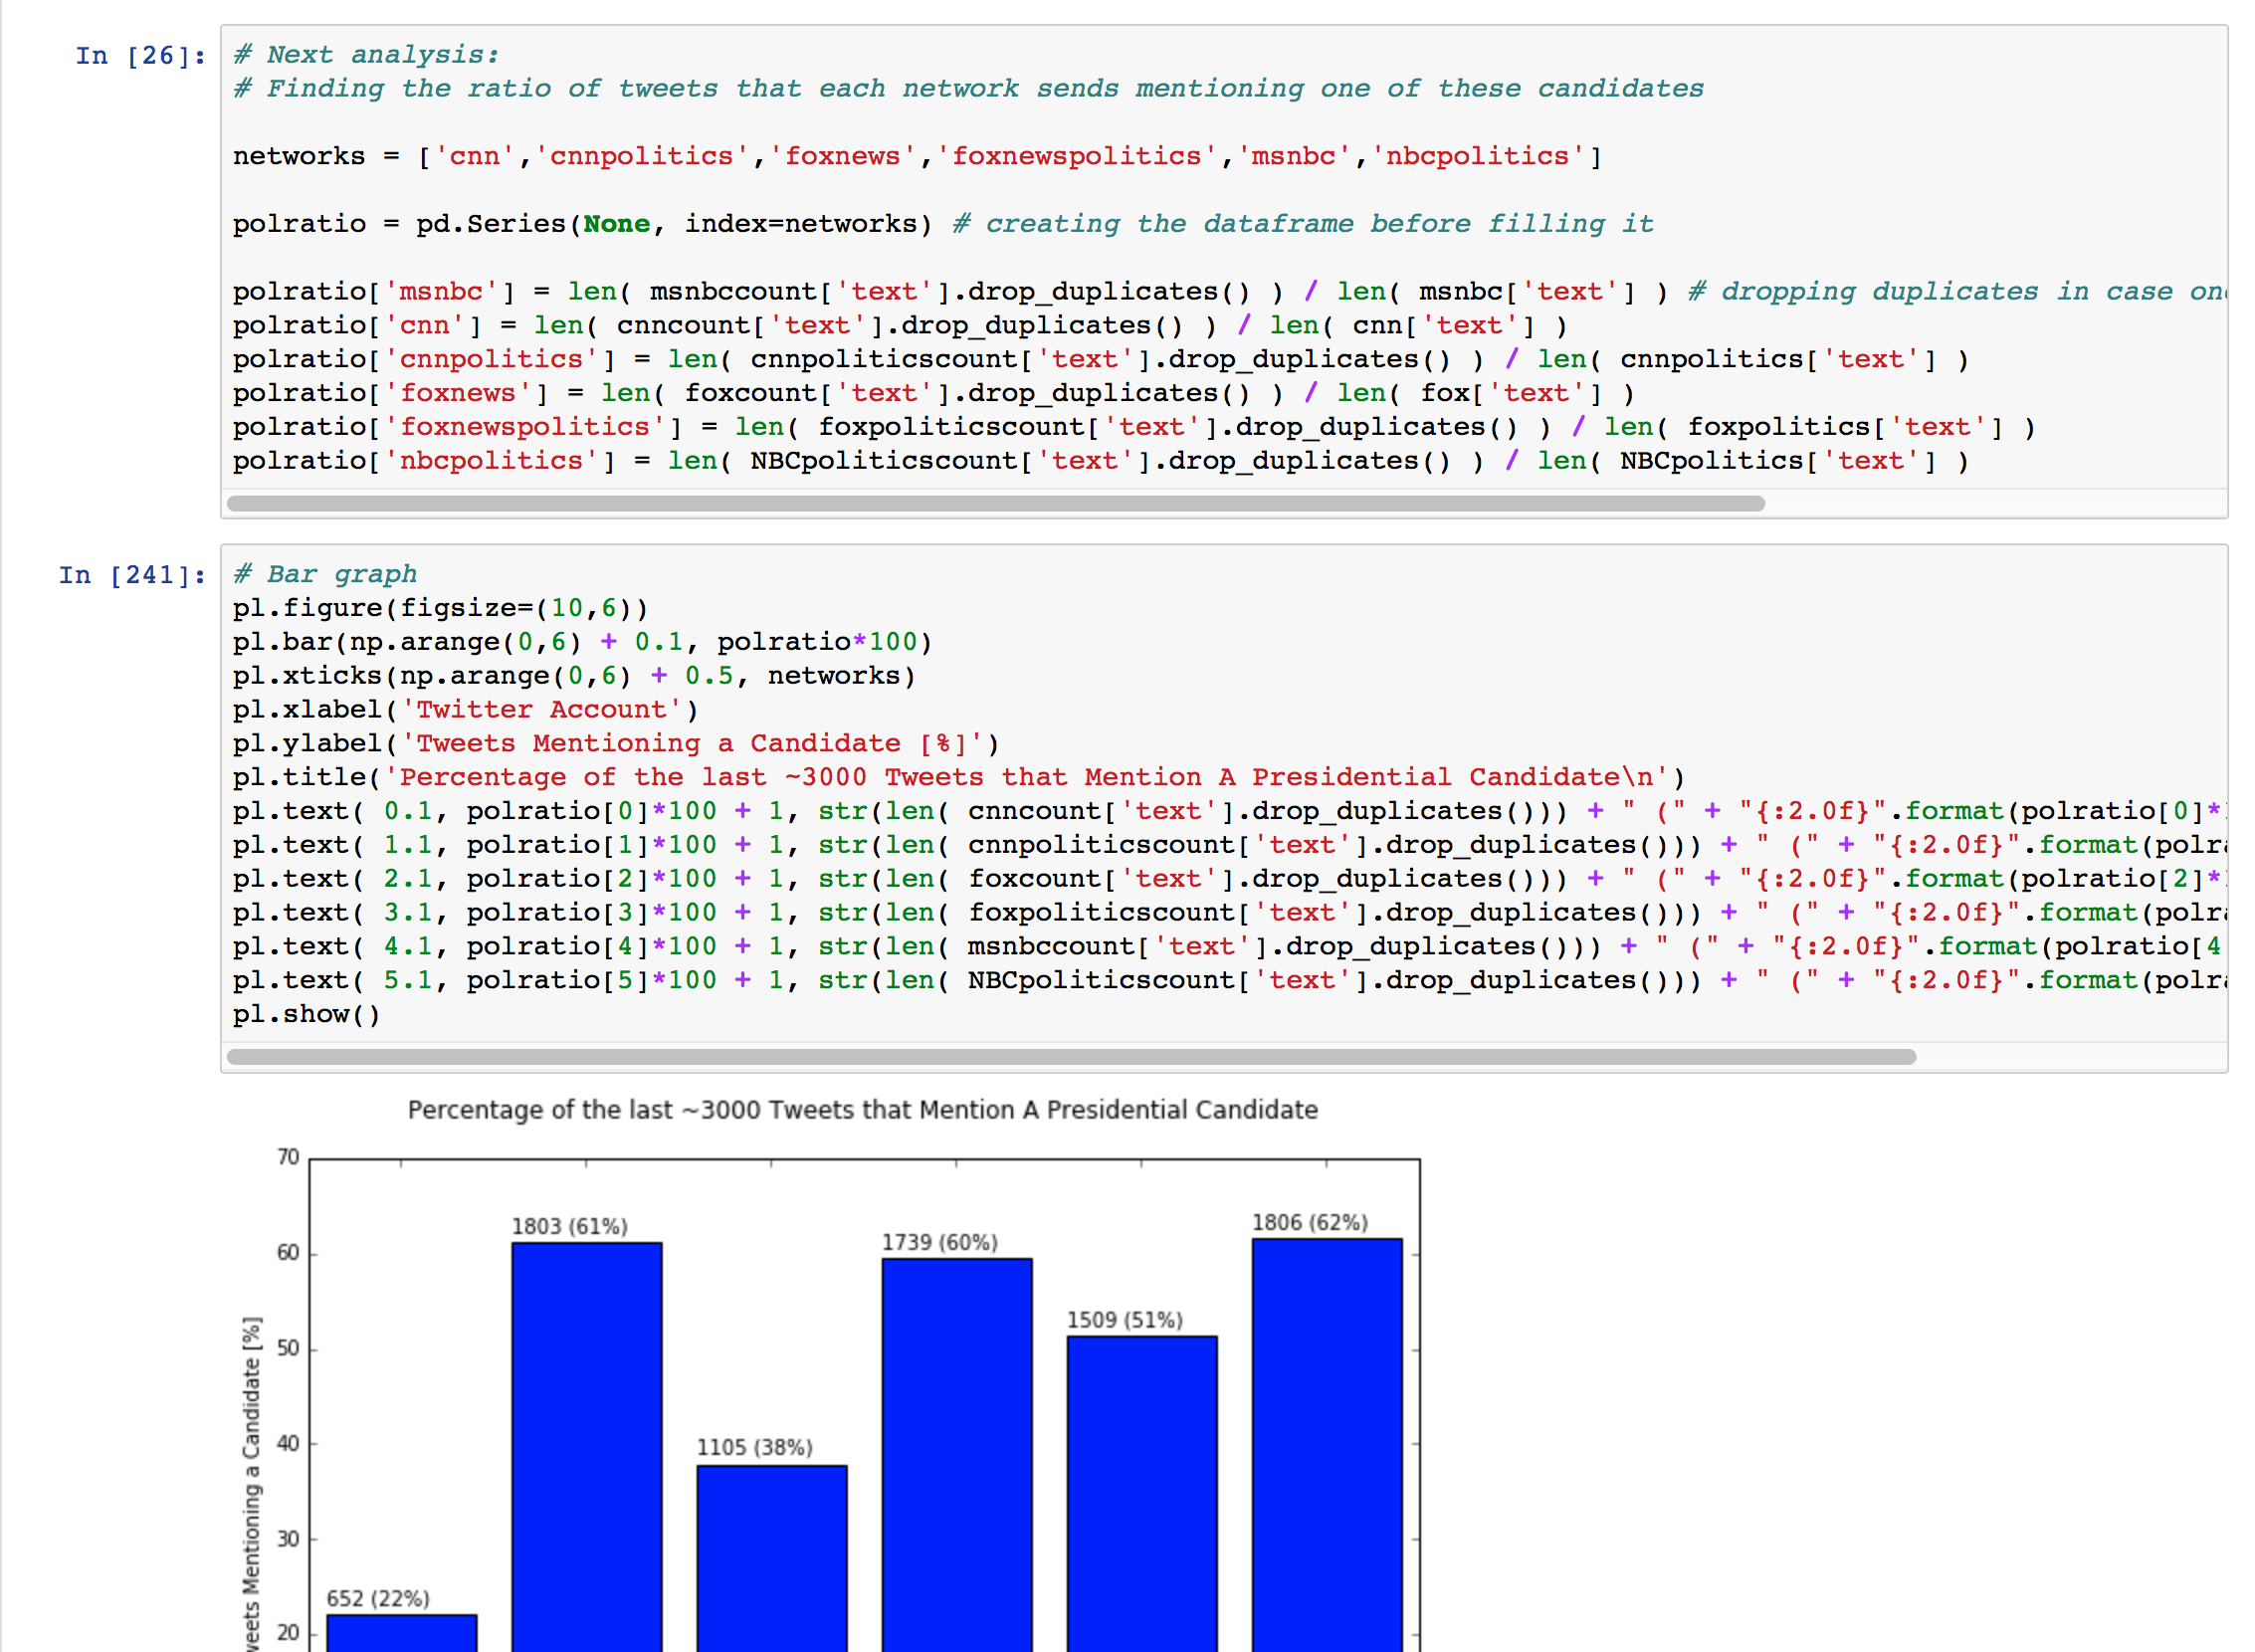 In [26]:
# Next analysis:
# Finding the ratio of tweets that each network sends mentioning one of these candidates
networks = ['cnn','cnnpolitics','foxnews','foxnewspolitics','msnbc','nbcpolitics']
polratio = pd.Series(None, index=networks) # creating the dataframe before filling it
polratio['msnbc'] = len( msnbccount['text'].drop_duplicates() ) / len( msnbc['text'] ) # dropping duplicates in case
polratio['cnn'] = len( cnncount['text'].drop_duplicates() ) / len( cnn['text'] )
polratio['cnnpolitics'] = len( cnnpoliticscount['text'].drop_duplicates() ) / len( cnnpolitics['text'] )
polratio['foxnews'] = len( foxcount['text'].drop_duplicates() ) / len( fox['text'] )
polratio['foxnewspolitics'] = len( foxpoliticscount['text'].drop_duplicates() ) / len( foxpolitics['text'] )
polratio['nbcpolitics'] = len( NBCpoliticscount['text'].drop_duplicates() ) / len( NBCpolitics['text'] )
In [241]:
# Bar graph
pl.figure(figsize=(10,6))
pl.bar(np.arange(0,6) + 0.1, polratio*100)
pl.xticks(np.arange(0,6) + 0.5, networks)
pl.xlabel('Twitter Account')
pl.ylabel('Tweets Mentioning a Candidate [%]')
pl.title('Percentage of the last ~3000 Tweets that Mention A Presidential Candidate\n')
pl.text( 0.1, polratio[0]*100 + 1, str(len( cnncount['text'].drop_duplicates())) + " (" + "{:2.0f}".format(polratio[0]*
pl.text( 1.1, polratio[1]*100 + 1, str(len( cnnpoliticscount['text'].drop_duplicates())) + " (" + "{:2.0f}".format(polr
pl.text( 2.1, polratio[2]*100 + 1, str(len( foxcount['text'].drop_duplicates())) + " (" + "{:2.0f}".format(polratio[2]*
pl.text( 3.1, polratio[3]*100 + 1, str(len( foxpoliticscount['text'].drop_duplicates())) + " (" + "{:2.0f}".format(polr
pl.text( 4.1, polratio[4]*100 + 1, str(len( msnbccount['text'].drop_duplicates())) + " (" + "{:2.0f}".format(polratio[4
pl.text( 5.1, polratio[5]*100 + 1, str(len( NBCpoliticscount['text'].drop_duplicates())) + " (" + "{:2.0f}".format(polr
pl.show()
Percentage of the last ~3000 Tweets that Mention A Presidential Candidate
70
60
50
40
30
20
weets Mentioning a Candidate [%]
652 (22%)
1803 (61%)
1105 (38%)
1739 (60%)
1509 (51%)
1806 (62%)